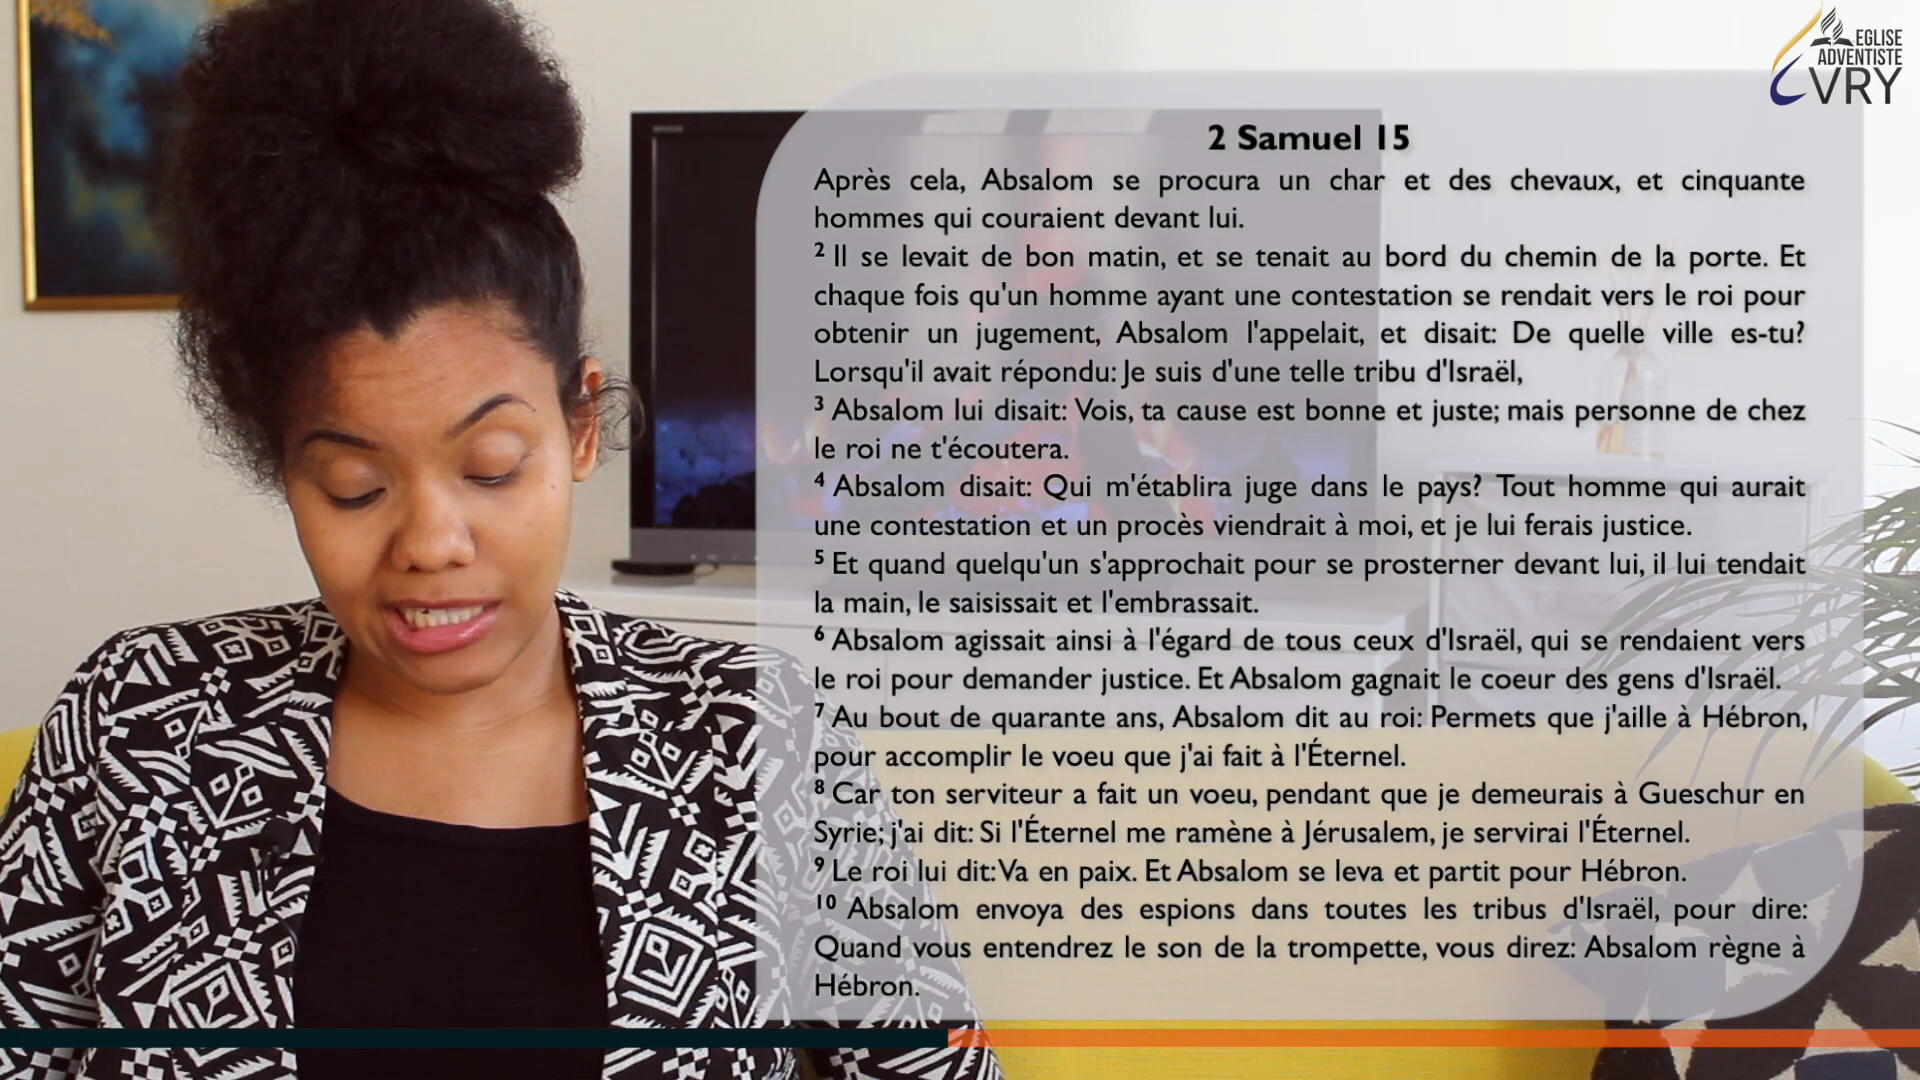 EGLISE
ADVENTISTE
EVRY
2 Samuel 15
Après cela, Absalom se procura un char et des chevaux, et cinquante
hommes qui couraient devant lui.
2 Il se levait de bon matin, et se tenait au bord du chemin de la porte. Et
chaque fois qu'un homme ayant une contestation se rendait vers le roi pour
obtenir un jugement, Absalom l'appelait, et disait: De quelle ville es-tu?
Lorsqu'il avait répondu: Je suis d'une telle tribu d'Israël,
3 Absalom lui disait: Vois, ta cause est bonne et juste; mais personne de chez
le roi ne t'écoutera.
4 Absalom disait: Qui m'établira juge dans le pays? Tout homme qui aurait
une contestation et un procès viendrait à moi, et je lui ferais justice.
5 Et quand quelqu'un s'approchait pour se prosterner devant lui, il lui tendait
la main, le saisissait et l'embrassait.
6 Absalom agissait ainsi à l'égard de tous ceux d'Israël, qui se rendaient vers
le roi pour demander justice. Et Absalom gagnait le coeur des gens d'Israël.
7 Au bout de quarante ans, Absalom dit au roi: Permets que j'aille à Hébron,
pour accomplir le voeu que j'ai fait à l'Éternel.
8 Car ton serviteur a fait un voeu, pendant que je demeurais à Gueschur en
Syrie; j'ai dit: Si l'Éternel me ramène à Jérusalem, je servirai l'Éternel.
9 Le roi lui dit: Va en paix. Et Absalom se leva et partit pour Hébron.
10 Absalom envoya des espions dans toutes les tribus d'Israël, pour dire:
Quand vous entendrez le son de la trompette, vous direz: Absalom règne à
Hébron.